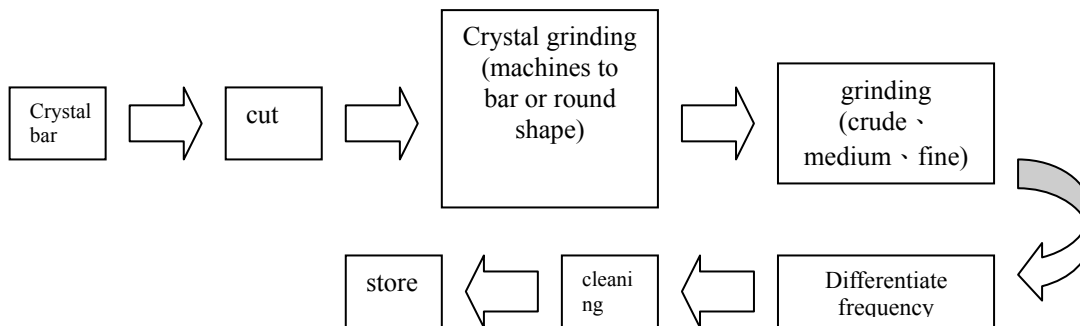 Crystal
bar
cut
Crystal grinding
(machines to
bar or round
shape)
grinding
(crude、
medium、fine)
Differentiate
frequency
cleani
ng
store